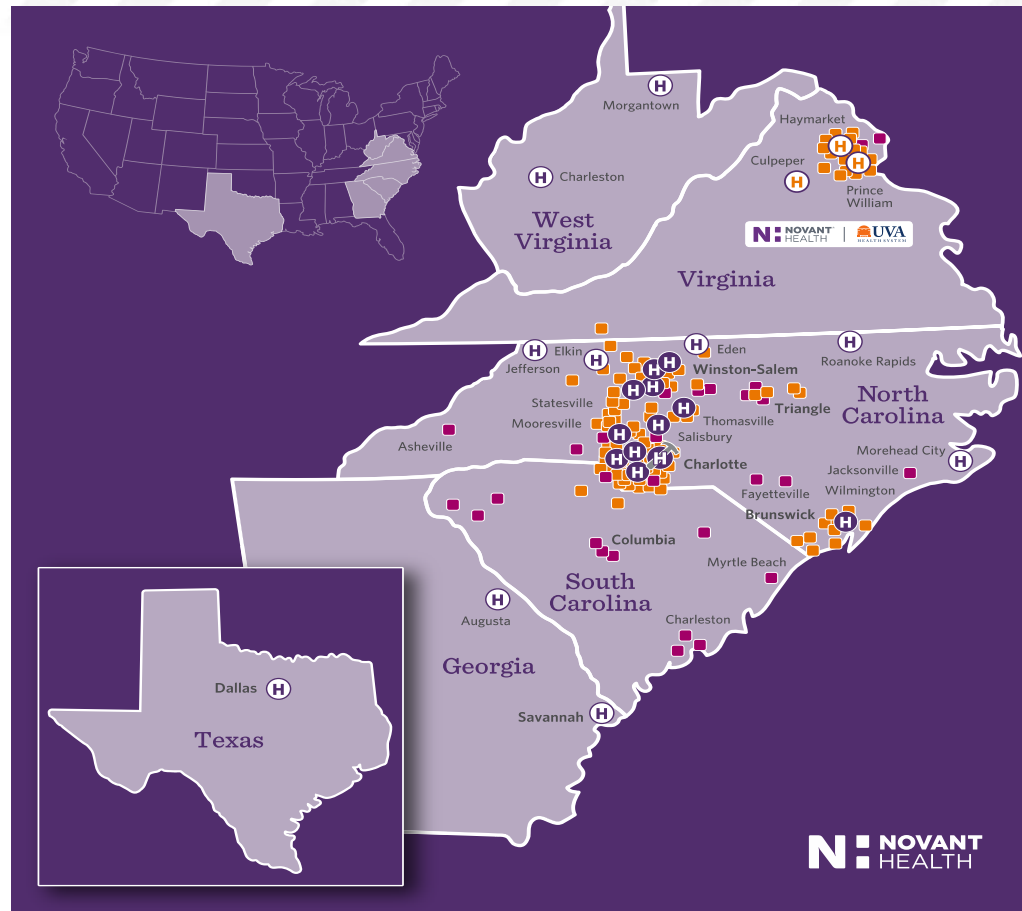 H
Morgantown
Haymarket
H
H
Culpeper
H
Prince
William
H
Charleston
West
Virginia
N NOVANT
HEALTH
UVA
HEALTH SYSTEM
Virginia
H
Jefferson
H
Elkin
H
Eden
H
Roanoke Rapids
H
H
Winston-Salem
H
H
North
Carolina
Statesville
Triangle
H
Thomasville
Mooresville
H
H
Salisbury
Asheville
H
H
H
H
Charlotte
Morehead City
H
Jacksonville
Fayetteville
Wilmington
Brunswick
H
Columbia
Myrtle Beach
South
Carolina
H
Augusta
Charleston
Georgia
Savannah
H
Dallas
H
Texas
N NOVANT
HEALTH